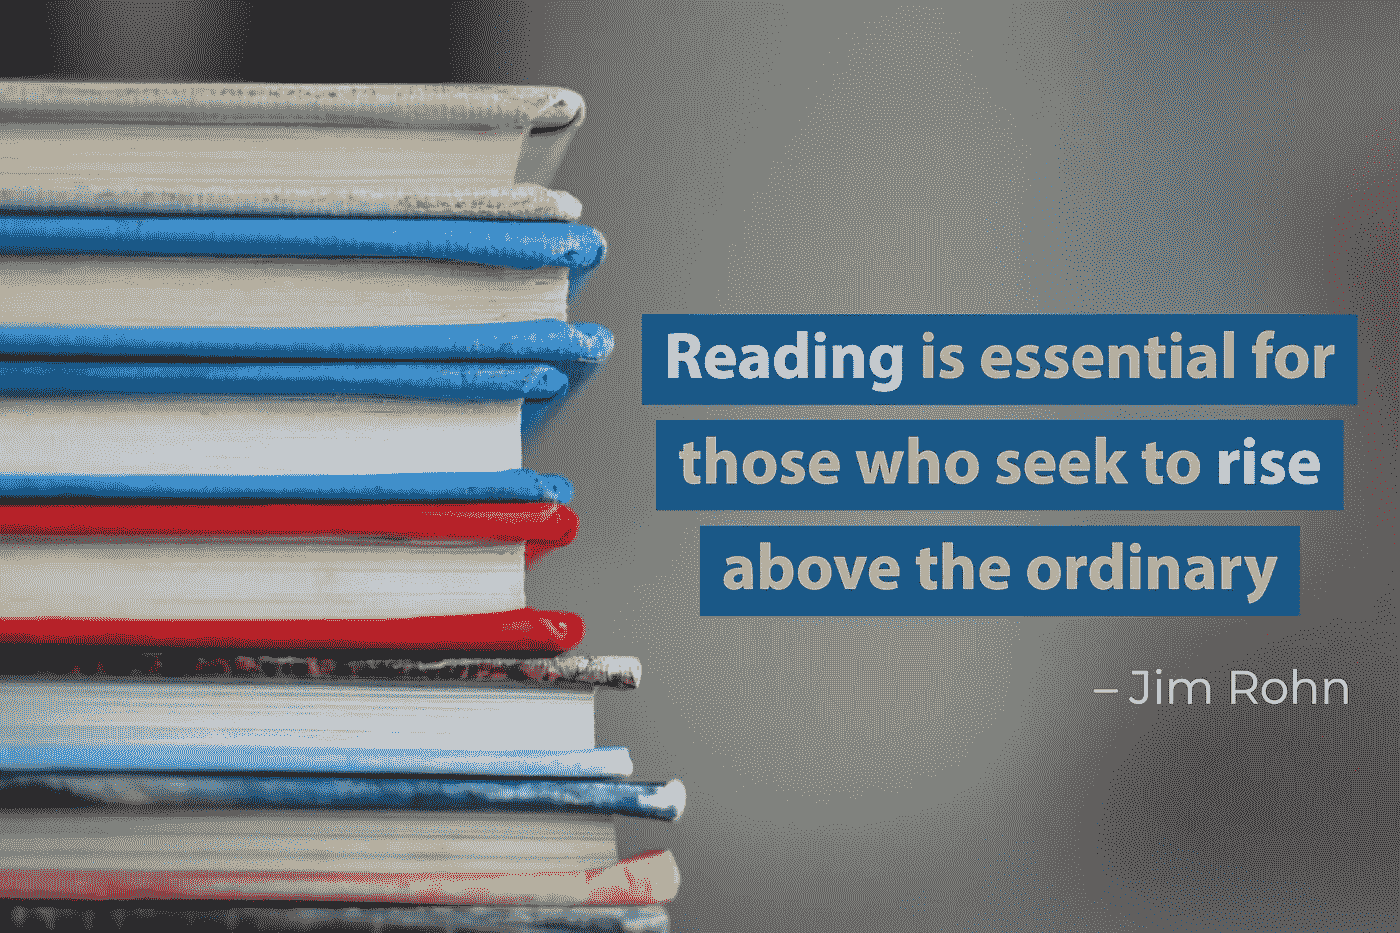 Reading is essential for
those who seek to rise
above the ordinary
– Jim Rohn